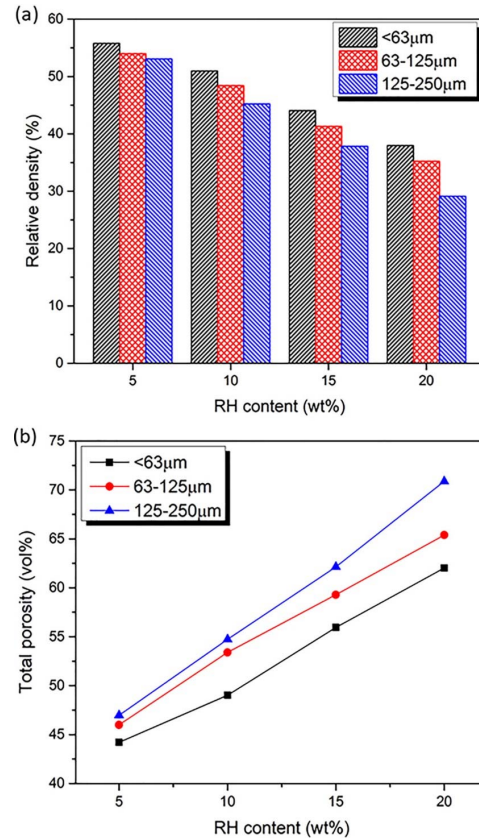 (a)
60
50
40
30
20
10
0
Relative density (%)
<63μm
63-125μm
125-250μm
5 10 15 20
RH content (wt%)
(b)
75
70
65
60
55
50
45
40
Total porosity (vol%)
<63μm
63-125μm
125-250μm
5 10 15 20
RH content (wt%)